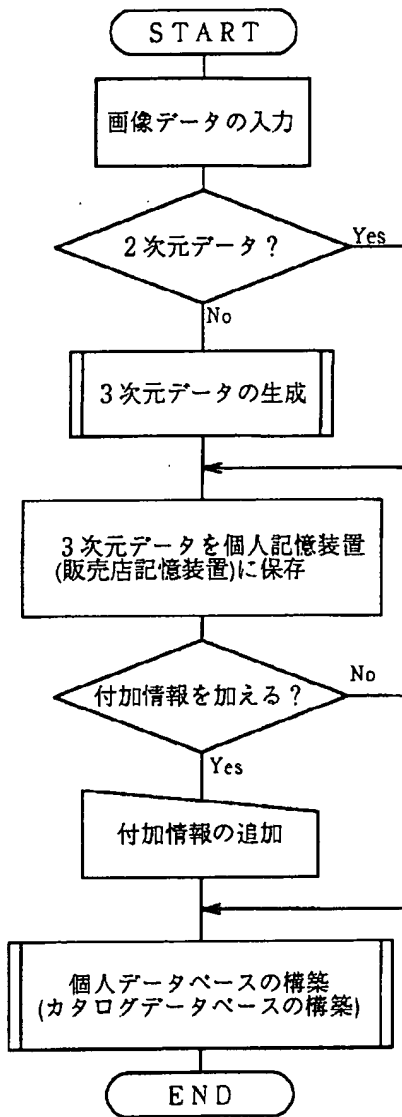 START
画像データの入力
2次元データ?
Yes
No
3次元データの生成
3次元データを個人記憶装置
(販売店記憶装置)に保存
付加情報を加える?
No
Yes
付加情報の追加
個人データベースの構築
(カタログデータベースの構築)
END